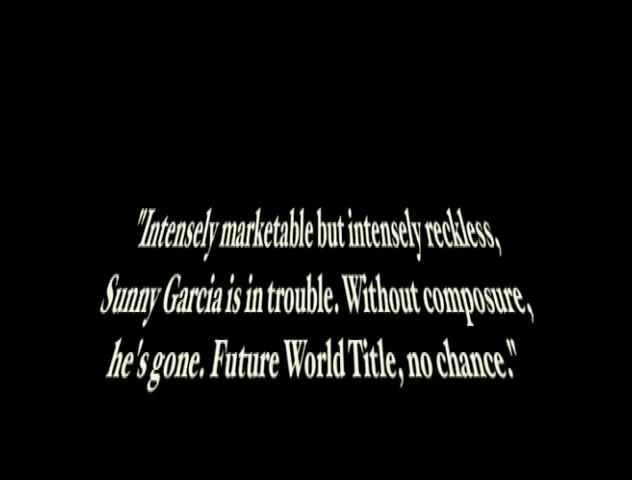 "Intensely marketable but intensely reckless,
Sunny Garcia is in trouble. Without composure,
he's gone. Future World Title, no chance."